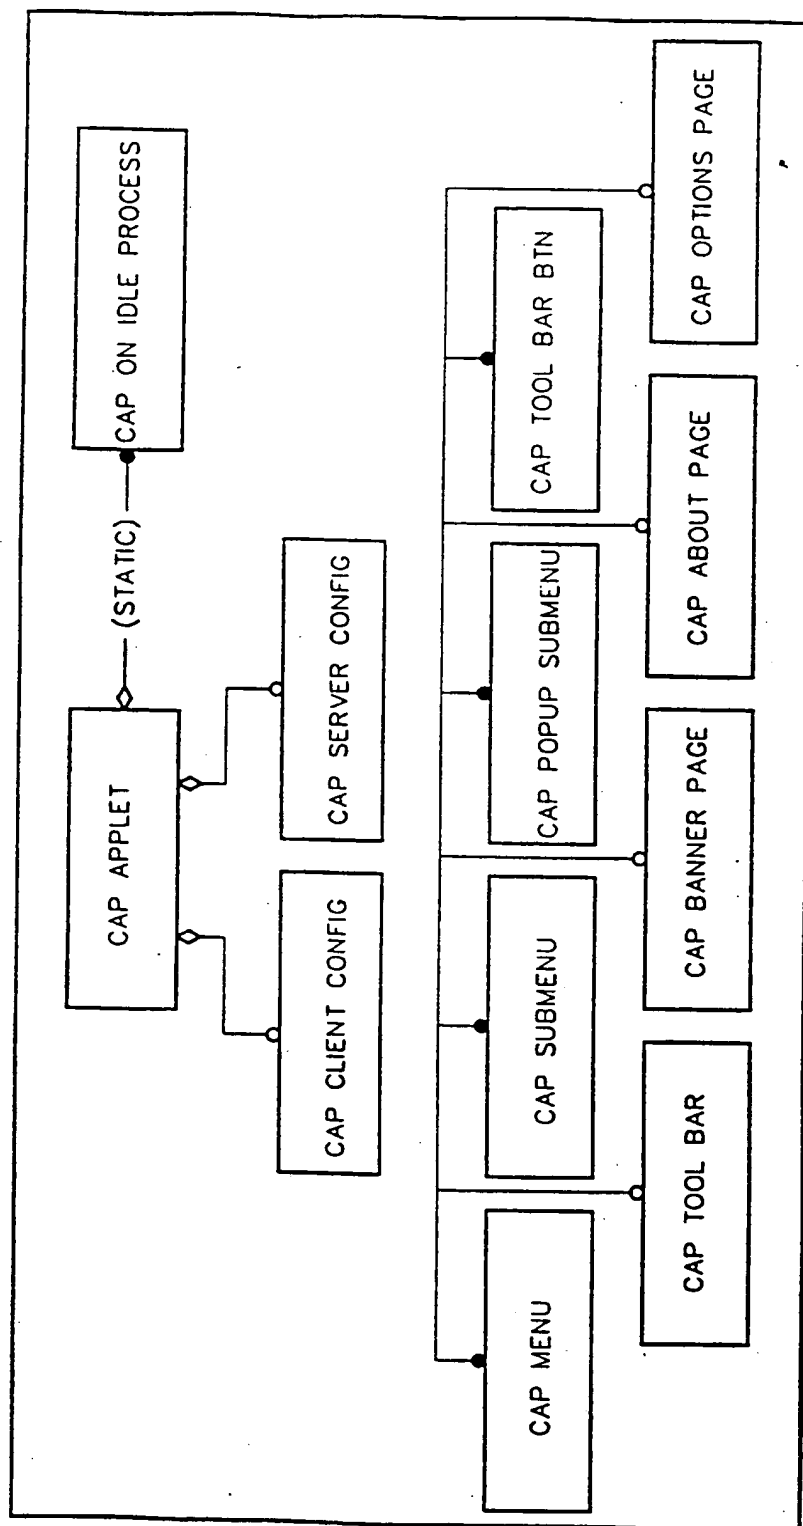 CAP APPLET
(STATIC)
CAP ON IDLE PROCESS
CAP CLIENT CONFIG
CAP SERVER CONFIG
CAP MENU
CAP SUBMENU
CAP POPUP SUBMENU
CAP TOOL BAR BTN
CAP TOOL BAR
CAP BANNER PAGE
CAP ABOUT PAGE
CAP OPTIONS PAGE